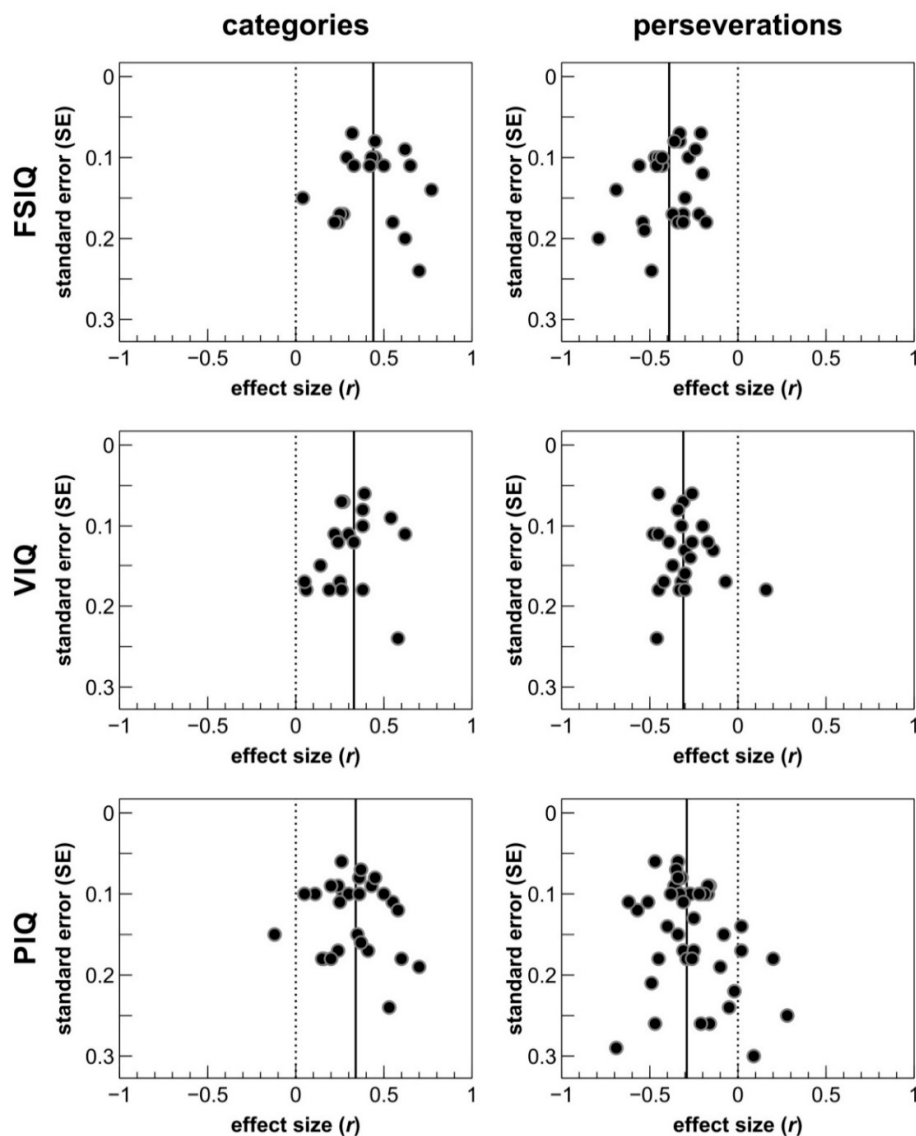 categories perseverations
FSIQ
standard error (SE)
0
0.1
0.2
0.3
−1 −0.5 0 0.5 1
effect size (r)
standard error (SE)
0
0.1
0.2
0.3
−1 −0.5 0 0.5 1
effect size (r)
VIQ
standard error (SE)
0
0.1
0.2
0.3
−1 −0.5 0 0.5 1
effect size (r)
standard error (SE)
0
0.1
0.2
0.3
−1 −0.5 0 0.5 1
effect size (r)
PIQ
standard error (SE)
0
0.1
0.2
0.3
−1 −0.5 0 0.5 1
effect size (r)
standard error (SE)
0
0.1
0.2
0.3
−1 −0.5 0 0.5 1
effect size (r)